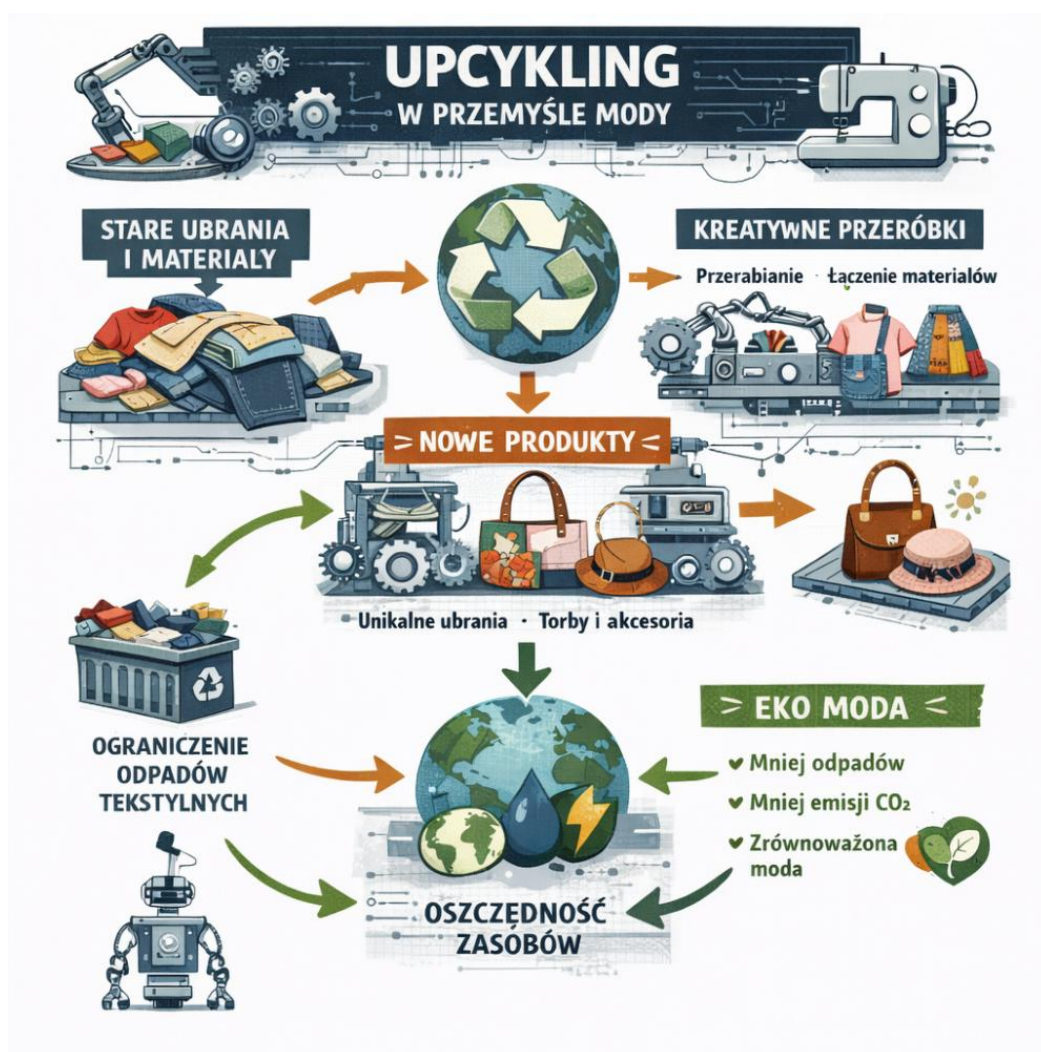 UPCYKLING
W PRZEMYŚLE MODY
STARE UBRANIA
I MATERIALY
KREATYWNE PRZERÓBKI
Przerabianie · Łączenie materialów
> NOWE PRODUKTY <
Unikalne ubrania · Torby i akcesoria
OGRANICZENIE
ODPADÓW
TEKSTYLNYCH
> EKO MODA <
Mniej odpadów
Mniej emisji CO₂
Zrównoważona
moda
OSZCZĘDNOŚĆ
ZASOBÓW